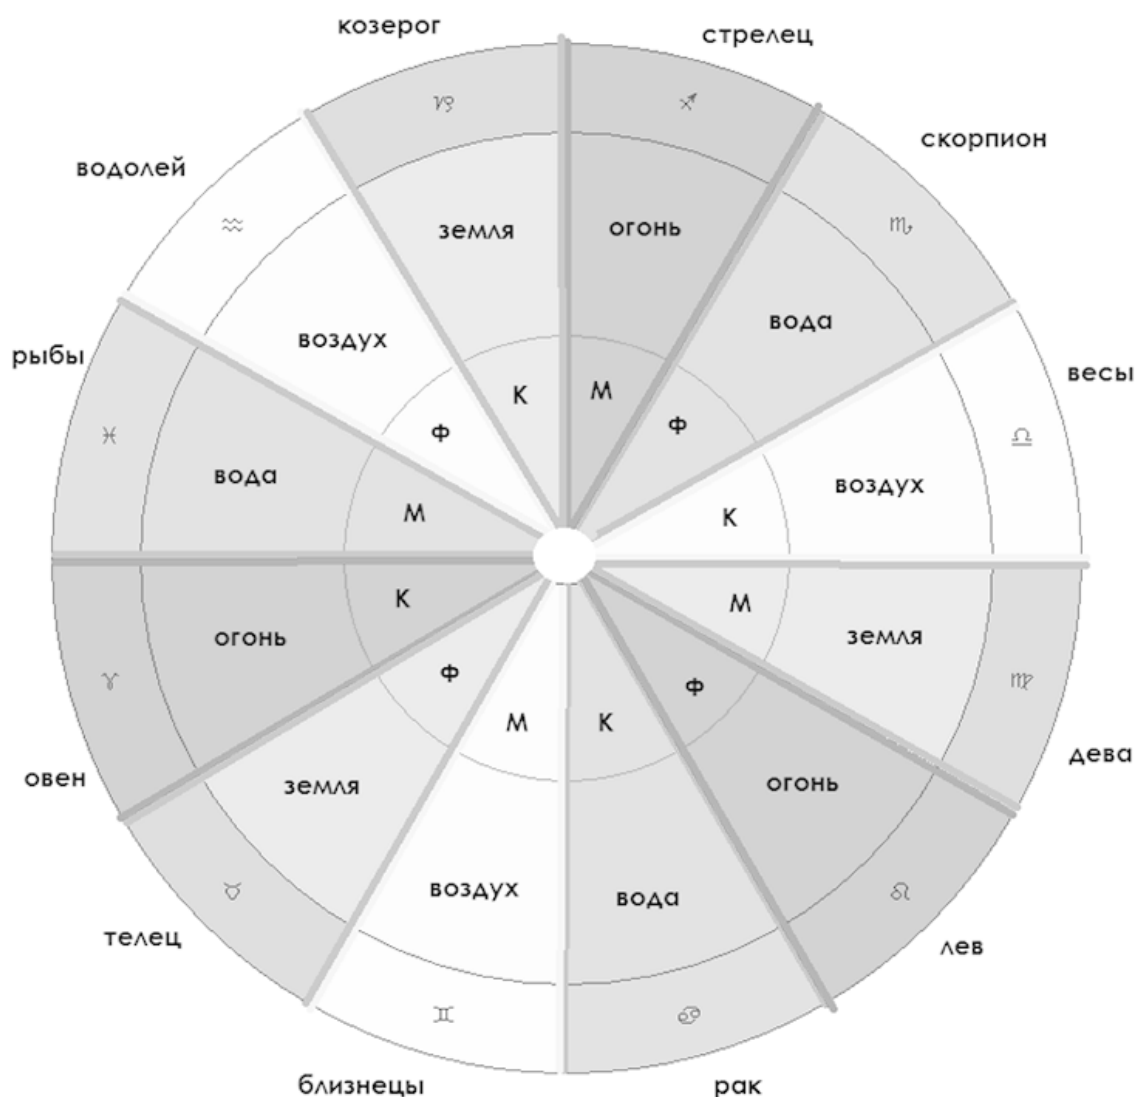 козерог
стрелец
♑
♐
скорпион
водолей
♒
♏
земля
огонь
вода
воздух
рыбы
весы
К
М
Ф
Ф
♓
♎
вода
воздух
М
К
К
М
огонь
земля
Ф
Ф
♈
♍
М
К
дева
овен
земля
огонь
воздух
вода
♉
♌
телец
лев
♊
♋
близнецы
рак